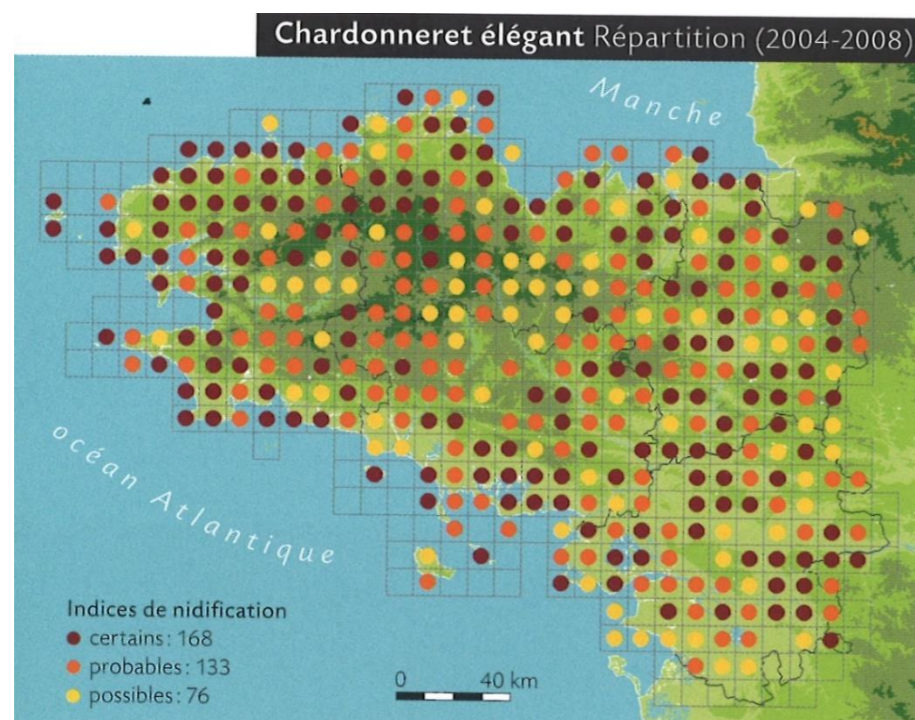 Chardonneret élégant Répartition (2004-2008)
Manche
océan Atlantique
Indices de nidification
certains : 168
probables : 133
possibles : 76
0 40 km